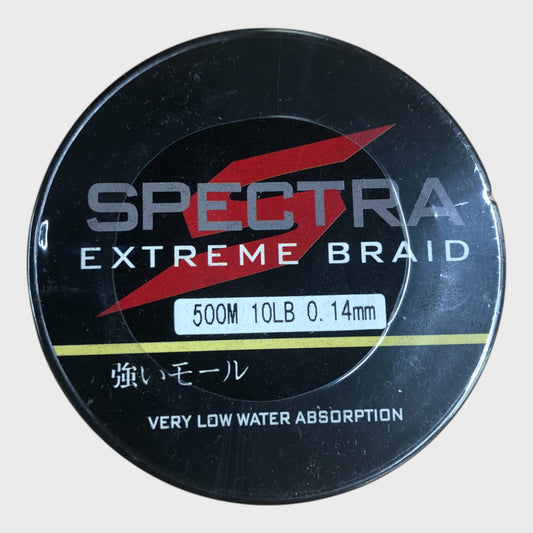 SPECTRA
EXTREME BRAID
500M 10LB 0.14mm
強いモール
VERY LOW WATER ABSORPTION